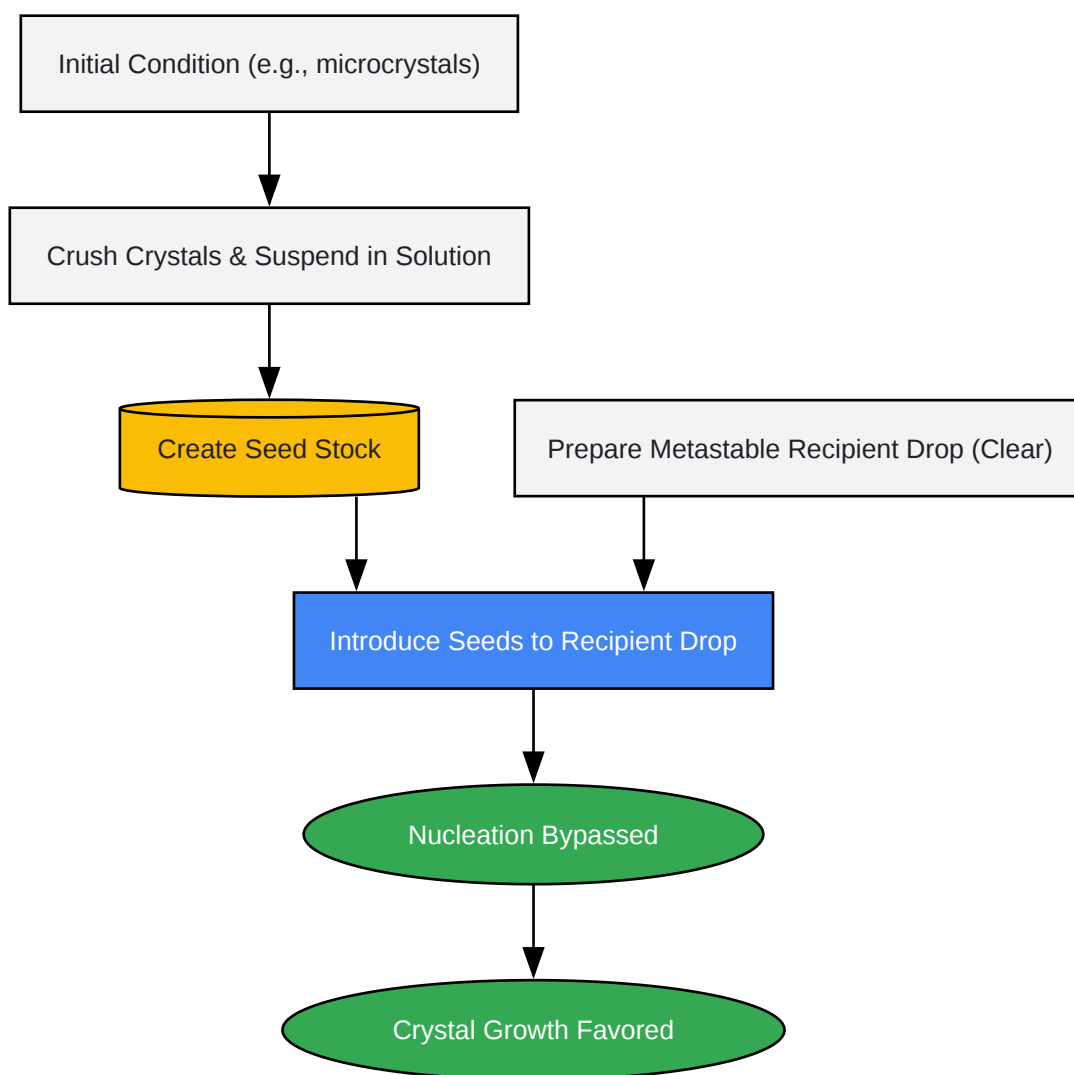 Initial Condition (e.g., microcrystals)
Crush Crystals & Suspend in Solution
Create Seed Stock
Prepare Metastable Recipient Drop (Clear)
Introduce Seeds to Recipient Drop
Nucleation Bypassed
Crystal Growth Favored